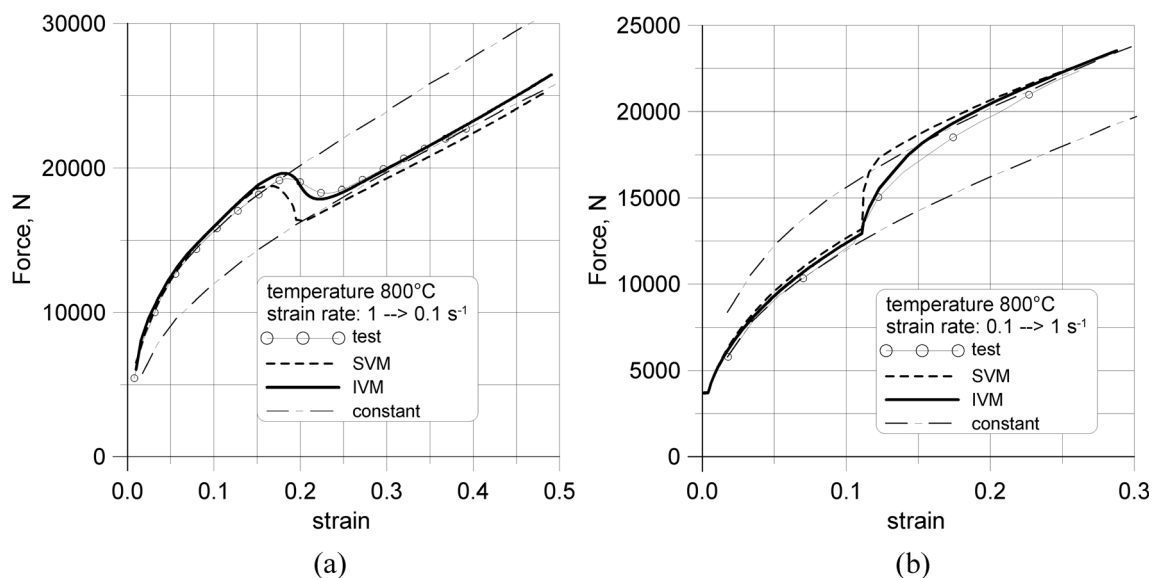 30000
20000
10000
0
Force, N
0.0 0.1 0.2 0.3 0.4 0.5
strain
temperature 800°C
strain rate: 1 --> 0.1 s⁻¹
test
SVM
IVM
constant
(a)
25000
20000
15000
10000
5000
0
Force, N
0.0 0.1 0.2 0.3
strain
temperature 800°C
strain rate: 0.1 --> 1 s⁻¹
test
SVM
IVM
constant
(b)